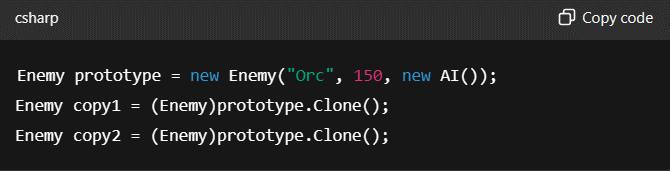 csharp
Copy code
Enemy prototype = new Enemy("Orc", 150, new AI());
Enemy copy1 = (Enemy)prototype.Clone();
Enemy copy2 = (Enemy)prototype.Clone();